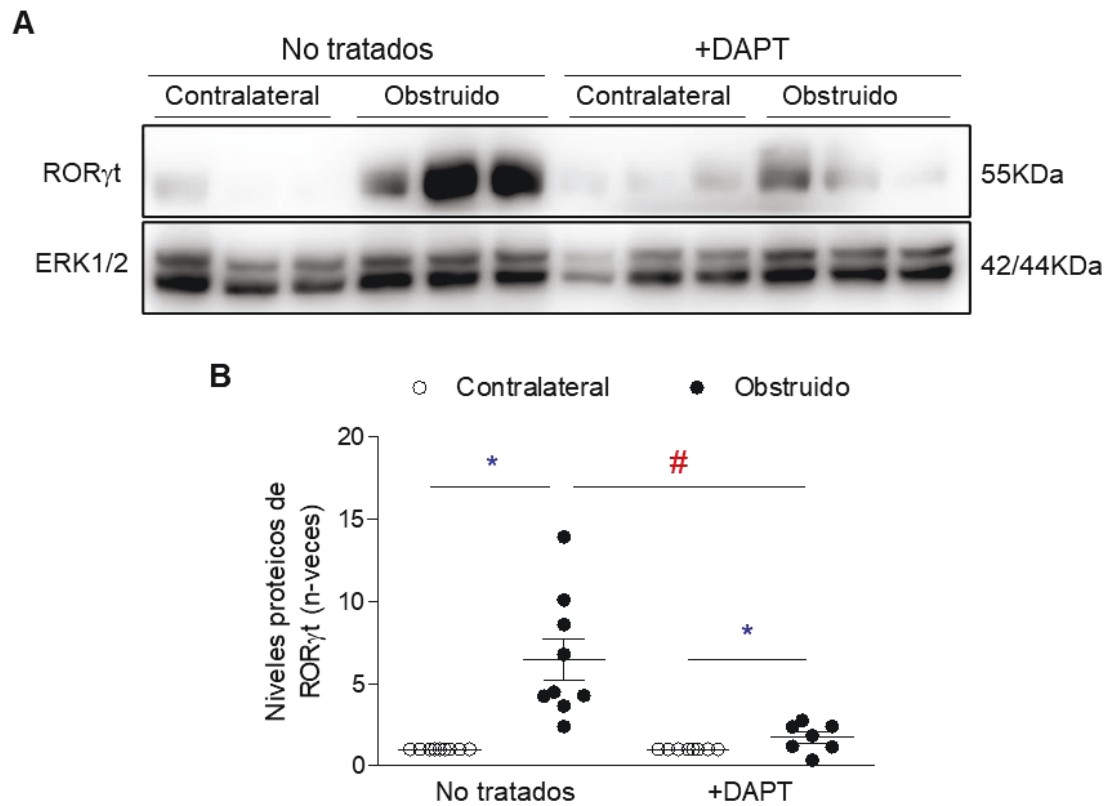 A
No tratados +DAPT
Contralateral Obstruido Contralateral Obstruido
RORγt 55KDa
ERK1/2 42/44KDa
B
Contralateral Obstruido
Niveles proteicos de
RORγt (n-veces)
20
15
10
5
0
* # *
No tratados +DAPT